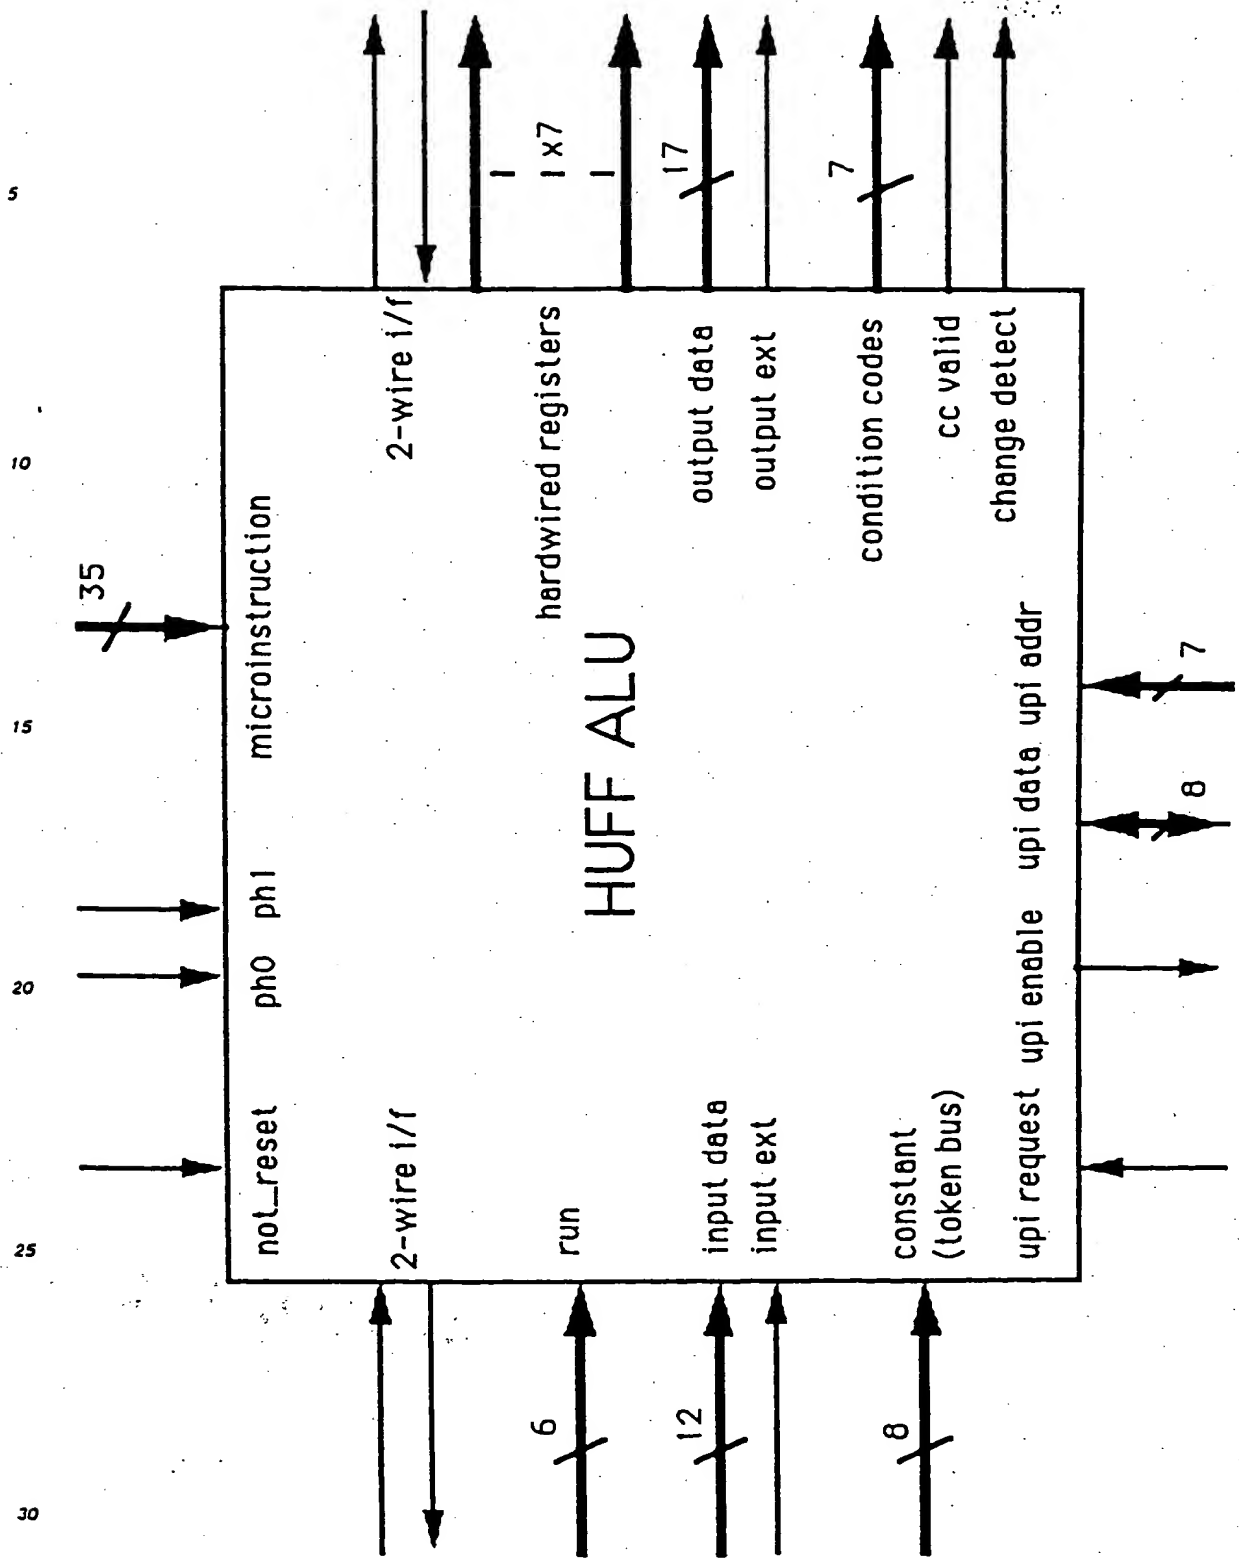 not_reset
ph0
ph1
microinstruction
35
2-wire i/f
2-wire i/f
run
6
hardwired registers
1x7
HUFF ALU
input data
12
input ext
output data
17
output ext
constant
(token bus)
8
condition codes
7
cc valid
change detect
upi request
upi enable
upi data
8
upi addr
7
5
10
15
20
25
30